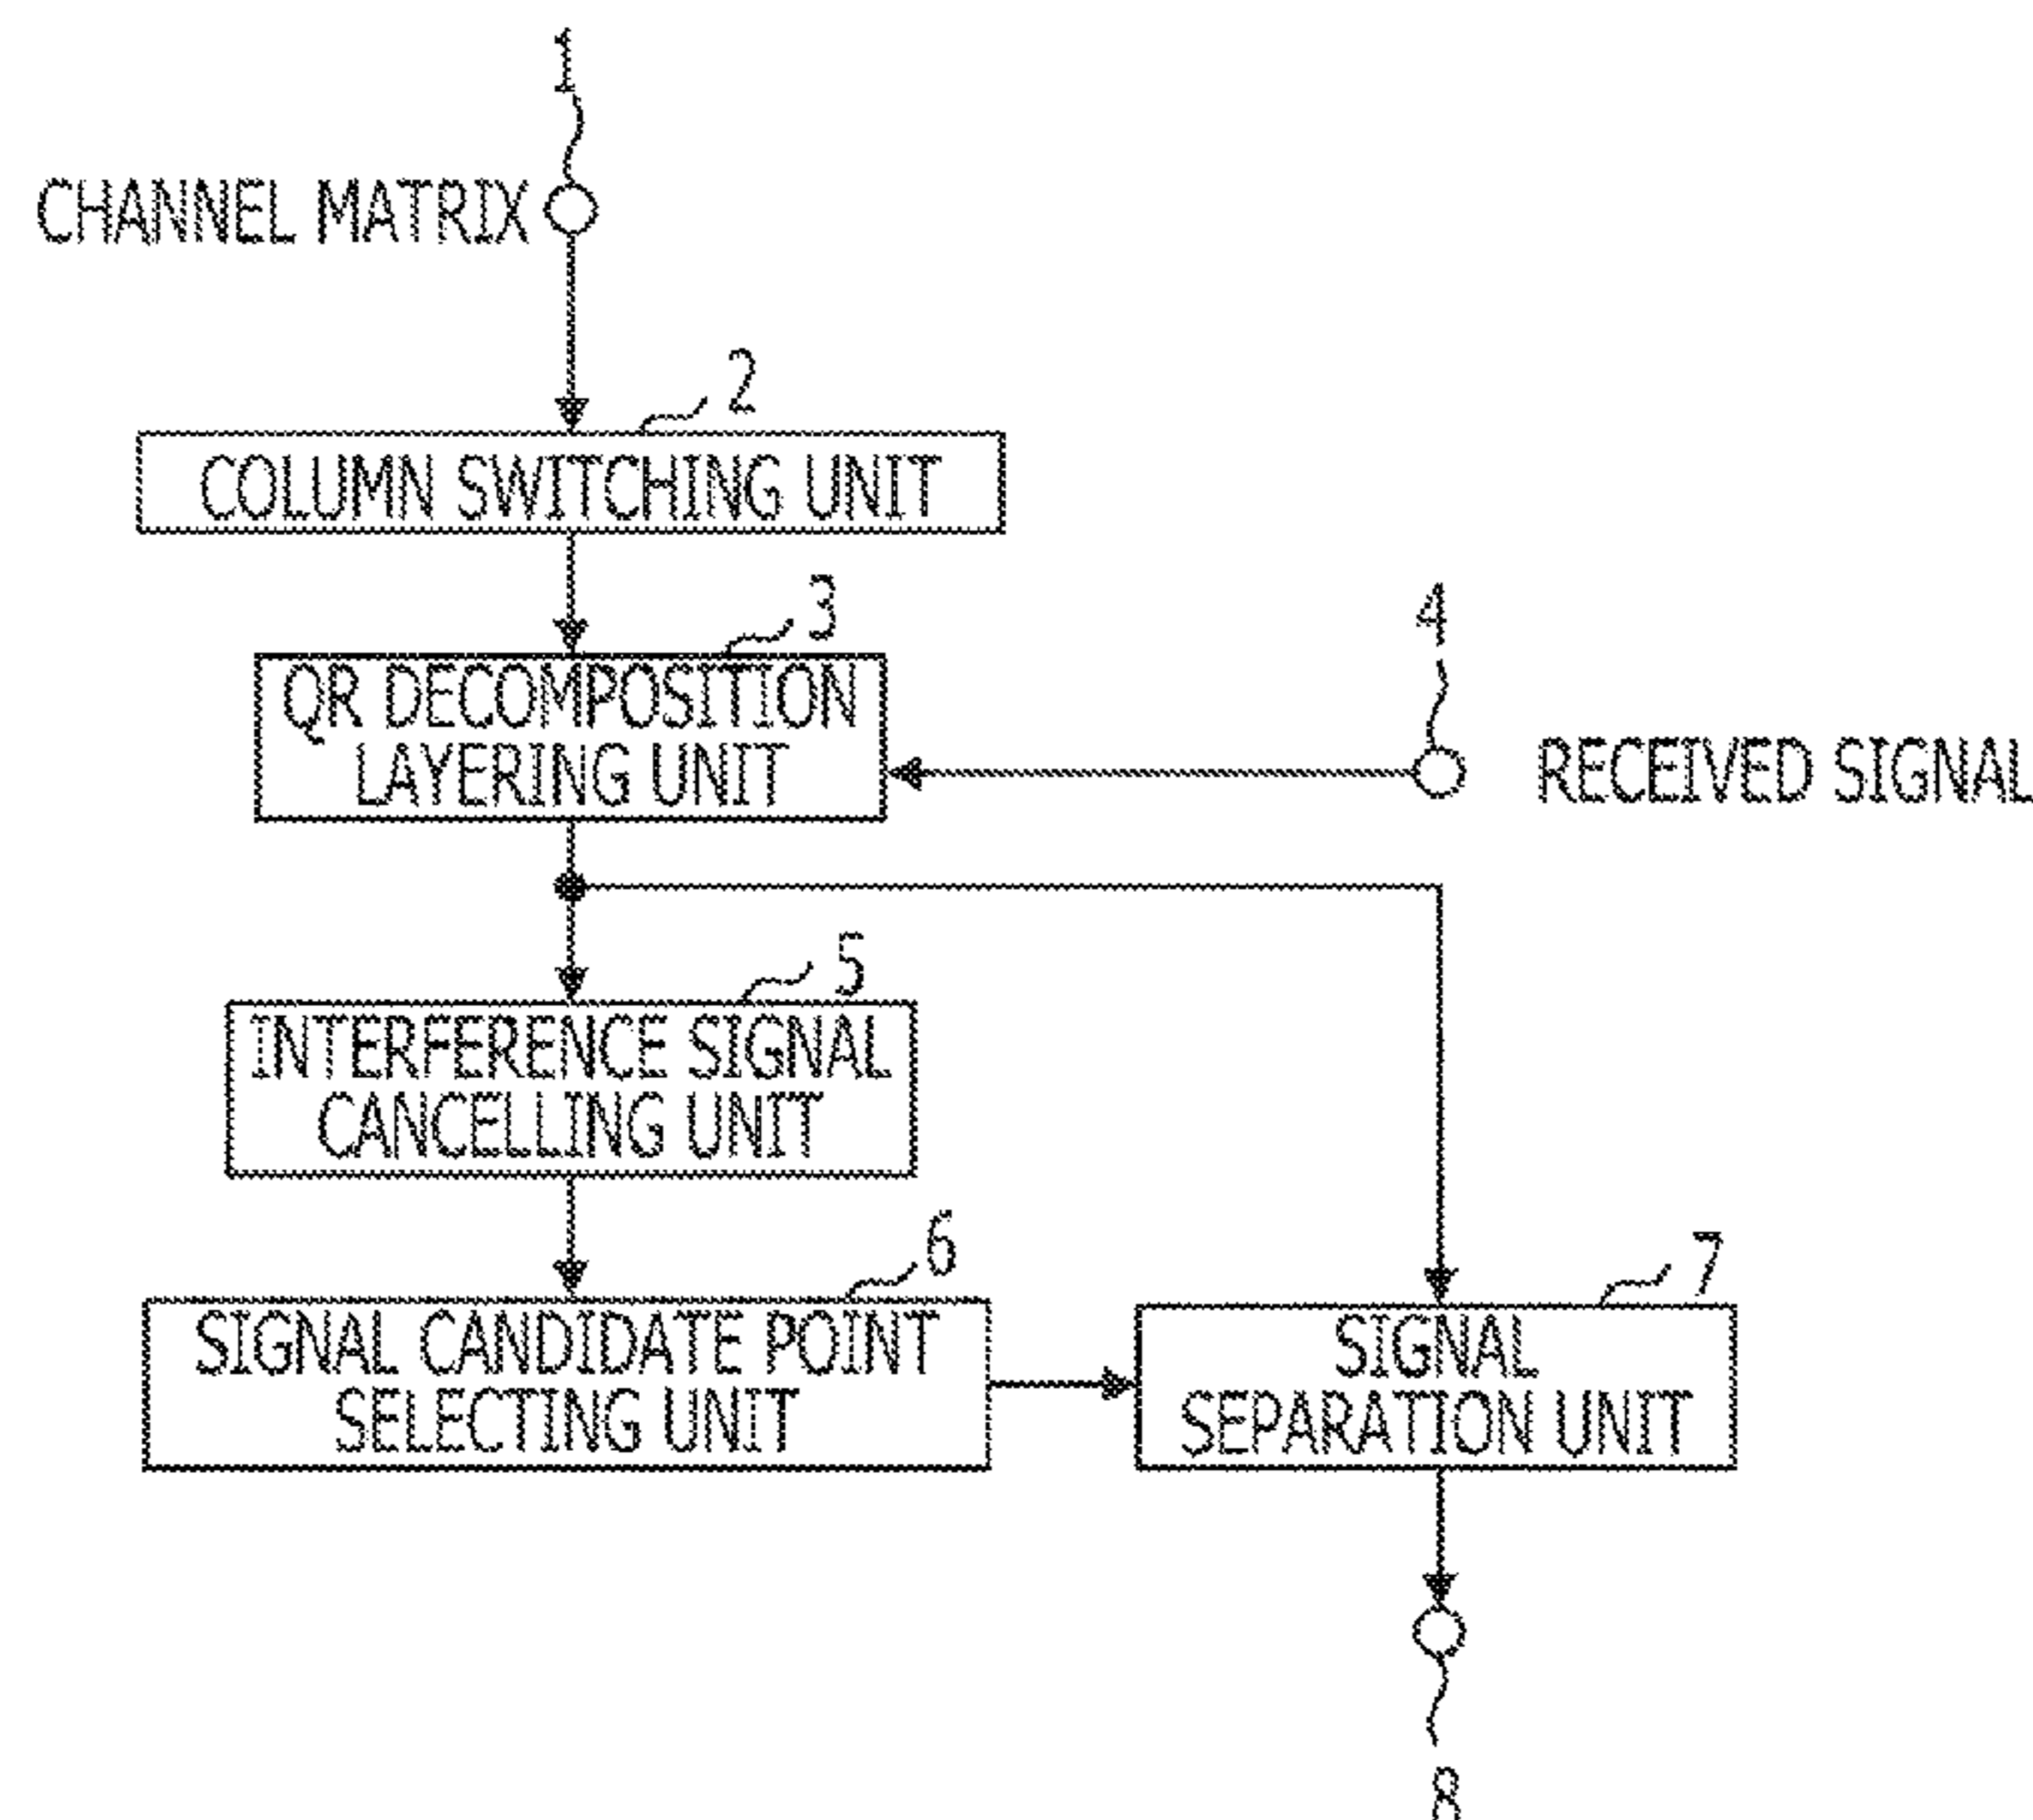 1
CHANNEL MATRIX
2
COLUMN SWITCHING UNIT
3
QR DECOMPOSITION
LAYERING UNIT
4
RECEIVED SIGNAL
5
INTERFERENCE SIGNAL
CANCELLING UNIT
6
SIGNAL CANDIDATE POINT
SELECTING UNIT
7
SIGNAL
SEPARATION UNIT
8